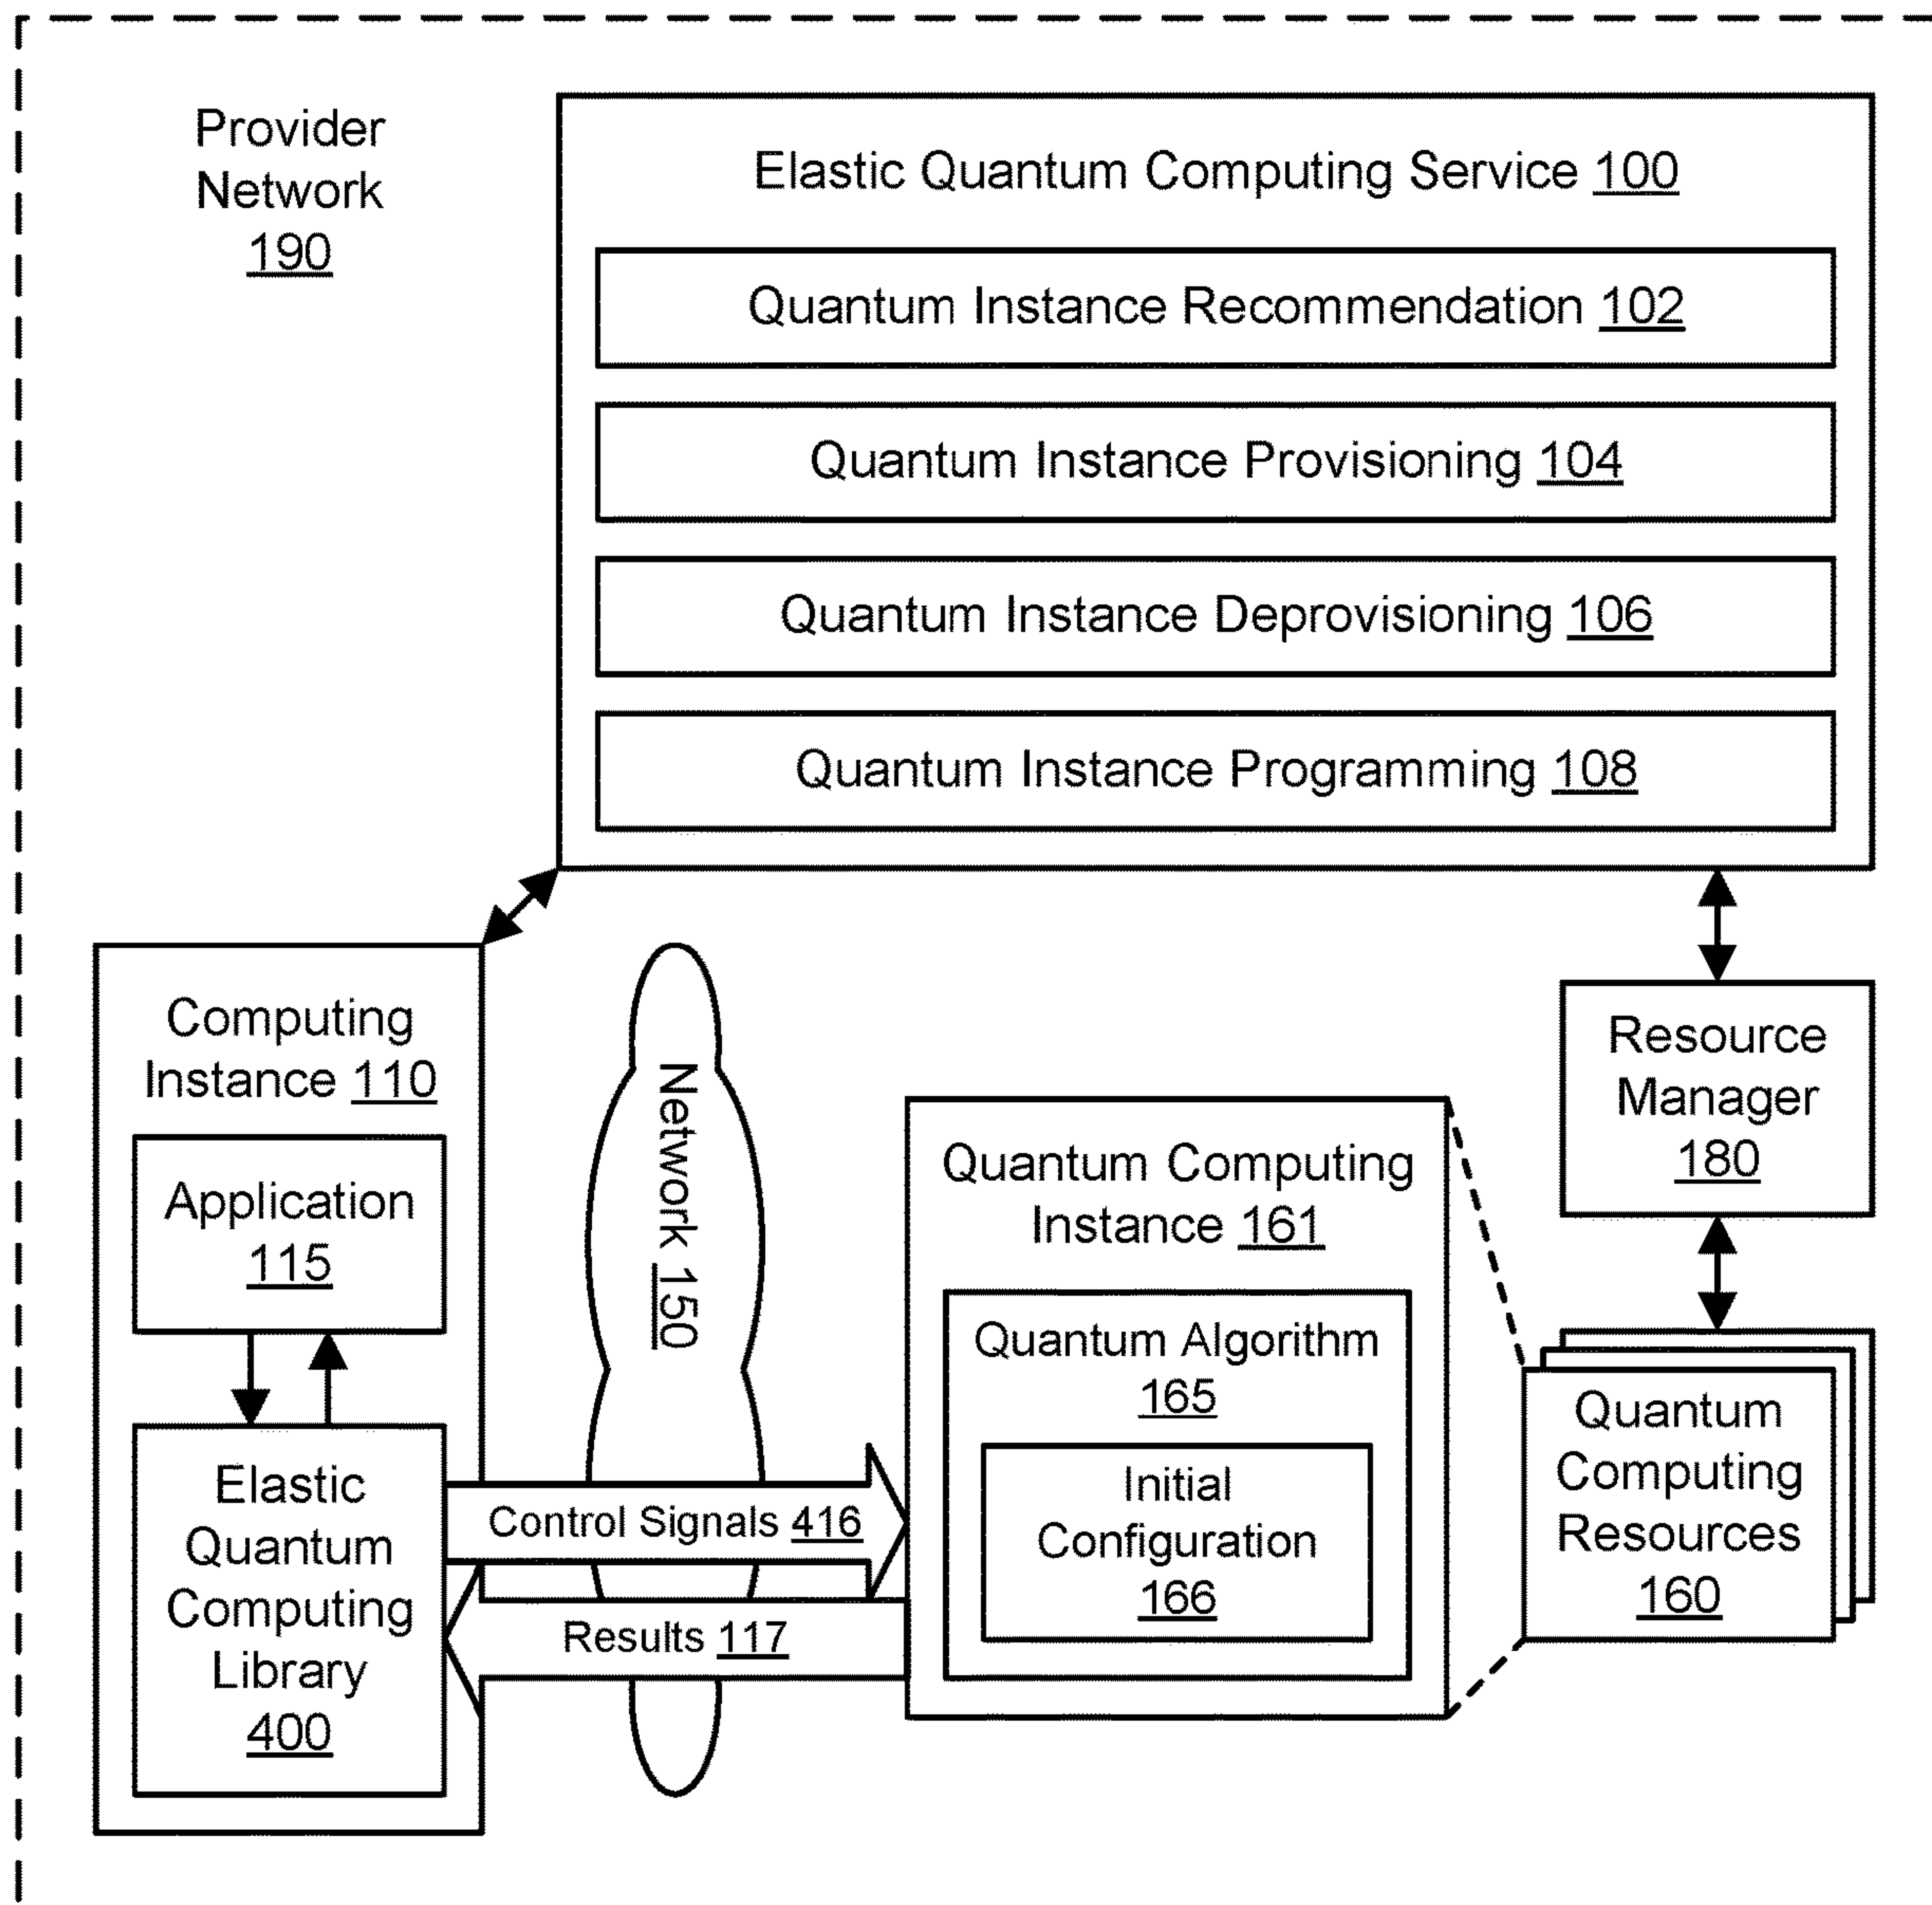 Provider
Network
190
Elastic Quantum Computing Service 100
Quantum Instance Recommendation 102
Quantum Instance Provisioning 104
Quantum Instance Deprovisioning 106
Quantum Instance Programming 108
Computing
Instance 110
Application
115
Elastic
Quantum
Computing
Library
400
Network 150
Control Signals 416
Results 117
Quantum Computing
Instance 161
Quantum Algorithm
165
Initial
Configuration
166
Resource
Manager
180
Quantum
Computing
Resources
160